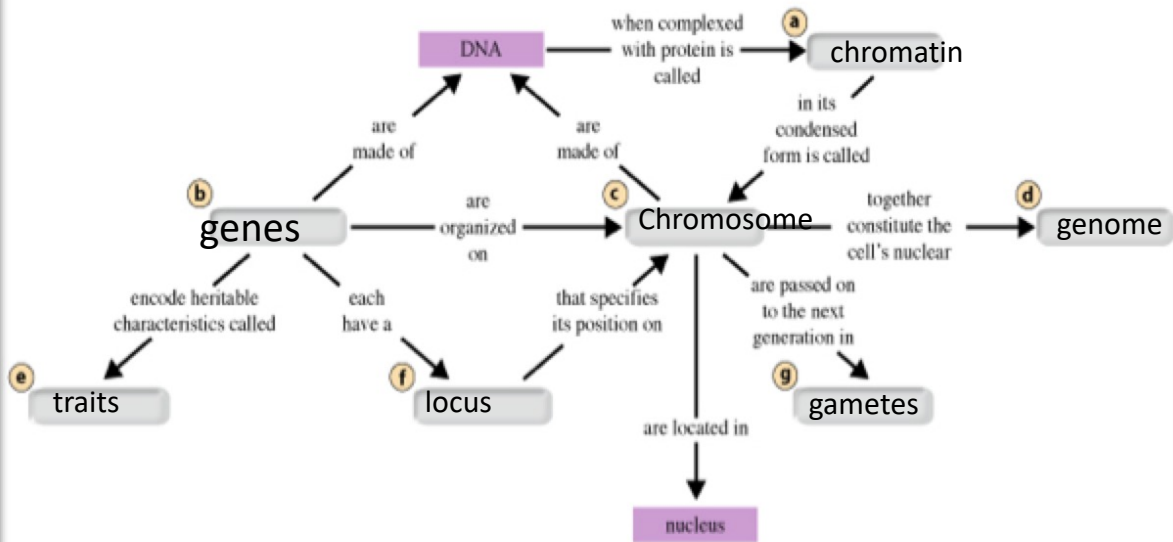 DNA
when complexed
with protein is
called
a
chromatin
in its
condensed
form is called
are
made of
are
made of
b
genes
are
organized
on
c
Chromosome
together
constitute the
cell's nuclear
d
genome
encode heritable
characteristics called
each
have a
that specifies
its position on
are passed on
to the next
generation in
e
traits
f
locus
g
gametes
are located in
nucleus